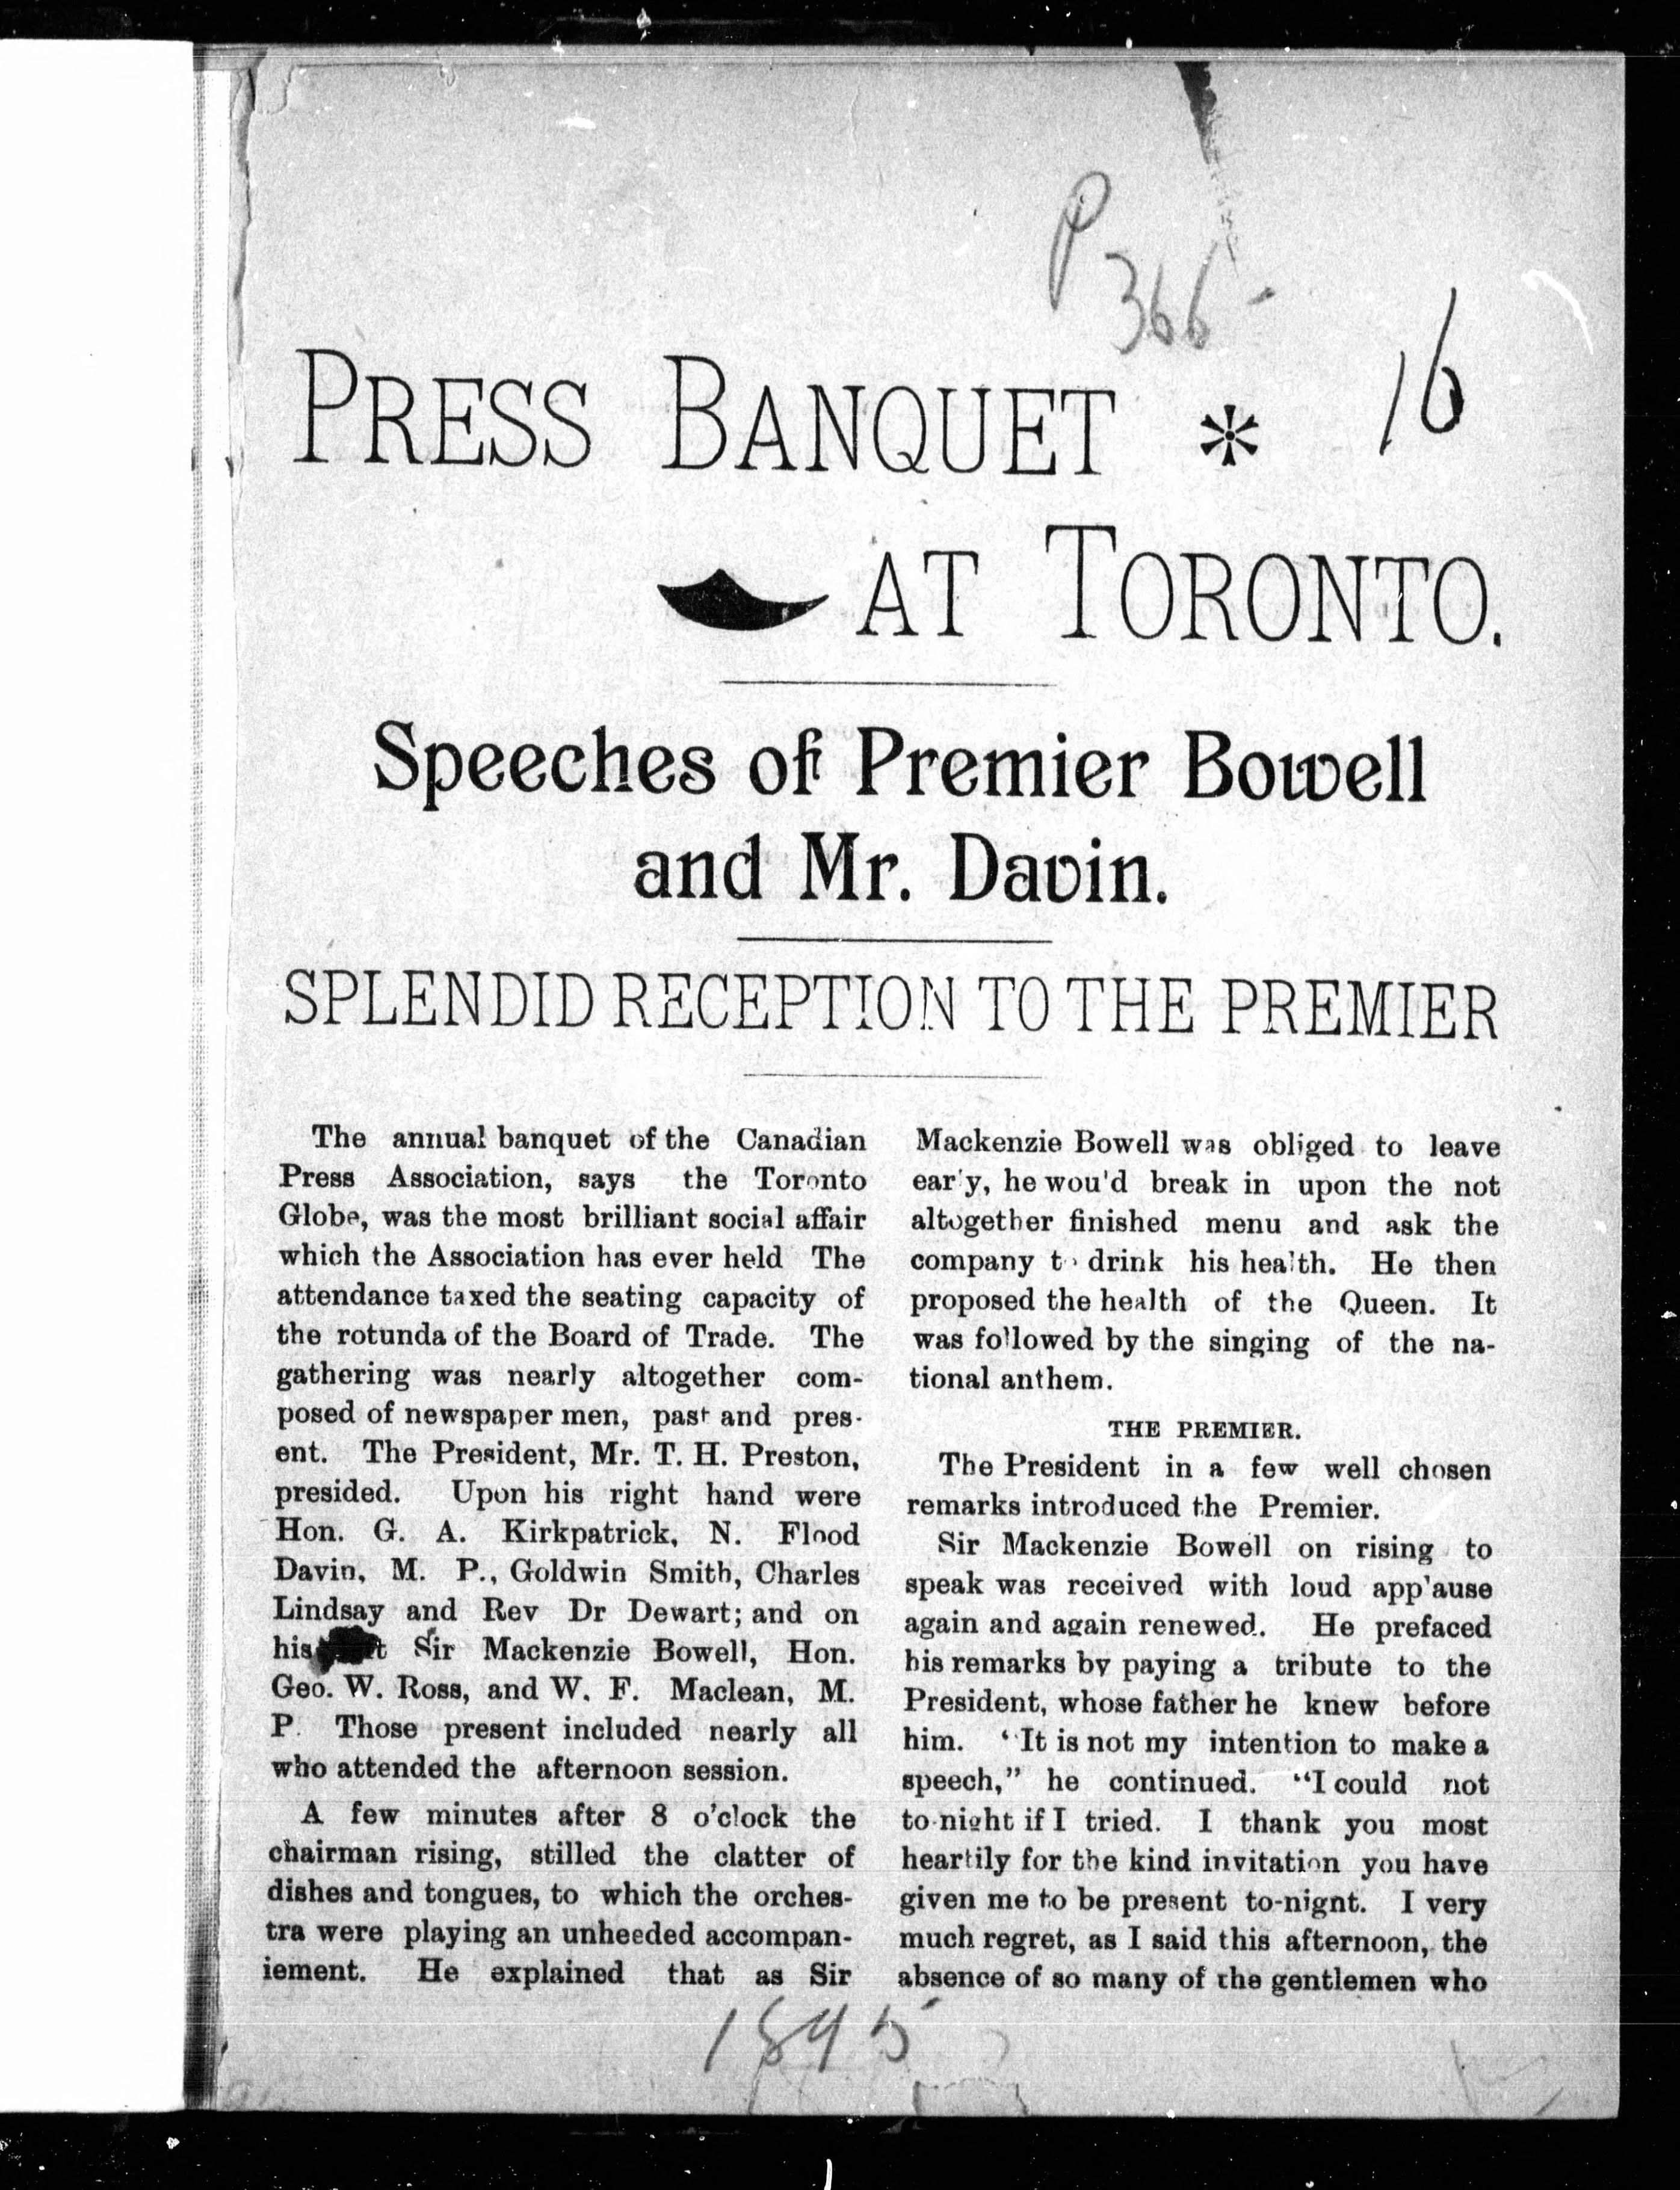 P
366
16
PRESS BANQUET *
AT TORONTO.
Speeches of Premier Bowell
and Mr. Davin.
SPLENDID RECEPTION TO THE PREMIER
The annual banquet of the Canadian
Press Association, says the Toronto
Globe, was the most brilliant social affair
which the Association has ever held The
attendance taxed the seating capacity of
the rotunda of the Board of Trade. The
gathering was nearly altogether com-
posed of newspaper men, past and pres-
ent. The President, Mr. T. H. Preston,
presided. Upon his right hand were
Hon. G. A. Kirkpatrick, N. Flood
Davin, M. P., Goldwin Smith, Charles
Lindsay and Rev Dr Dewart; and on
his Sir Mackenzie Bowell, Hon.
Geo. W. Ross, and W. F. Maclean, M.
P. Those present included nearly all
who attended the afternoon session.
A few minutes after 8 o'clock the
chairman rising, stilled the clatter of
dishes and tongues, to which the orches-
tra were playing an unheeded accompan-
iement. He explained that as Sir
Mackenzie Bowell was obliged to leave
ear'y, he wou'd break in upon the not
altogether finished menu and ask the
company to drink his health. He then
proposed the health of the Queen. It
was followed by the singing of the na-
tional anthem.
THE PREMIER.
The President in a few well chosen
remarks introduced the Premier.
Sir Mackenzie Bowell on rising to
speak was received with loud app'ause
again and again renewed. He prefaced
his remarks by paying a tribute to the
President, whose father he knew before
him. "It is not my intention to make a
speech," he continued. "I could not
to-night if I tried. I thank you most
heartily for the kind invitation you have
given me to be present to-nignt. I very
much regret, as I said this afternoon, the
absence of so many of the gentlemen who
1895